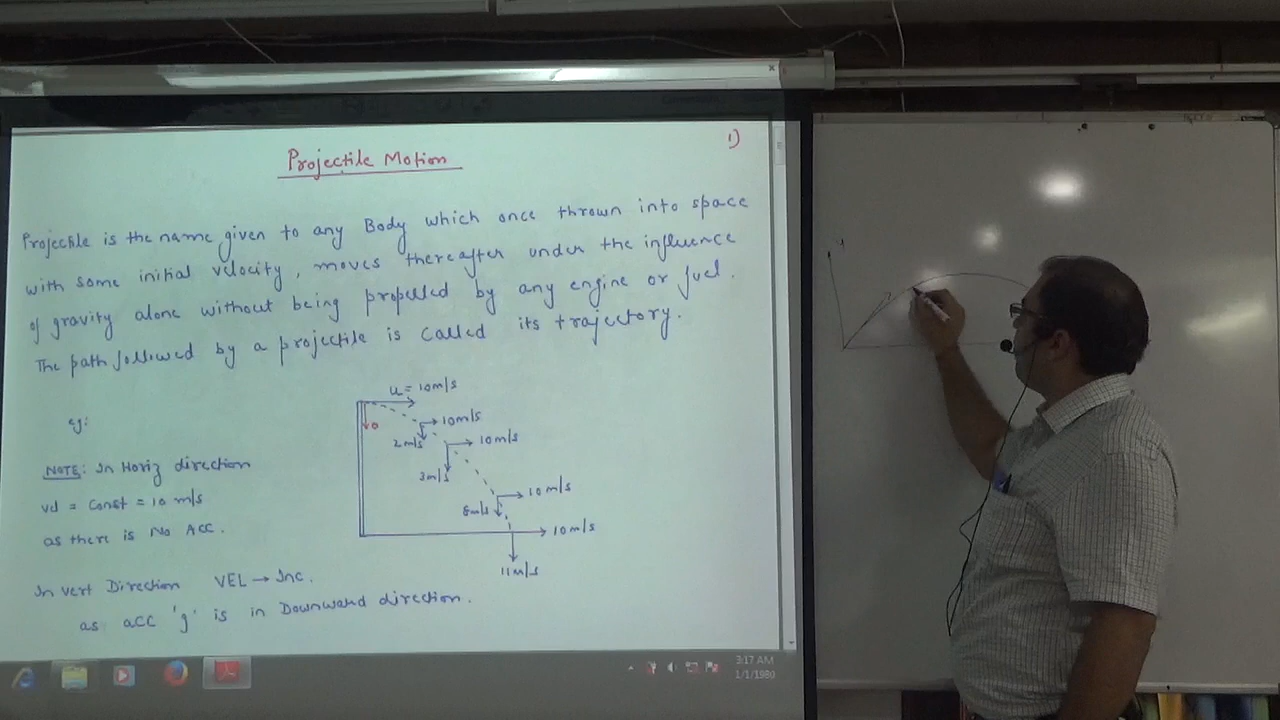 1)
Projectile Motion
Projectile is the name given to any Body which once thrown into space
with some initial velocity, moves thereafter under the influence
of gravity alone without being propelled by any engine or fuel.
The path followed by a projectile is called its trajectory.
eg:
u = 10m/s
0
10m/s
2m/s
10m/s
3m/s
10m/s
8m/s
10m/s
11m/s
NOTE: In Horiz direction
vel = Const = 10 m/s
as there is No Acc.
In vert Direction VEL → Inc.
as acc 'g' is in Downward direction.
3:17 AM
1/1/1980